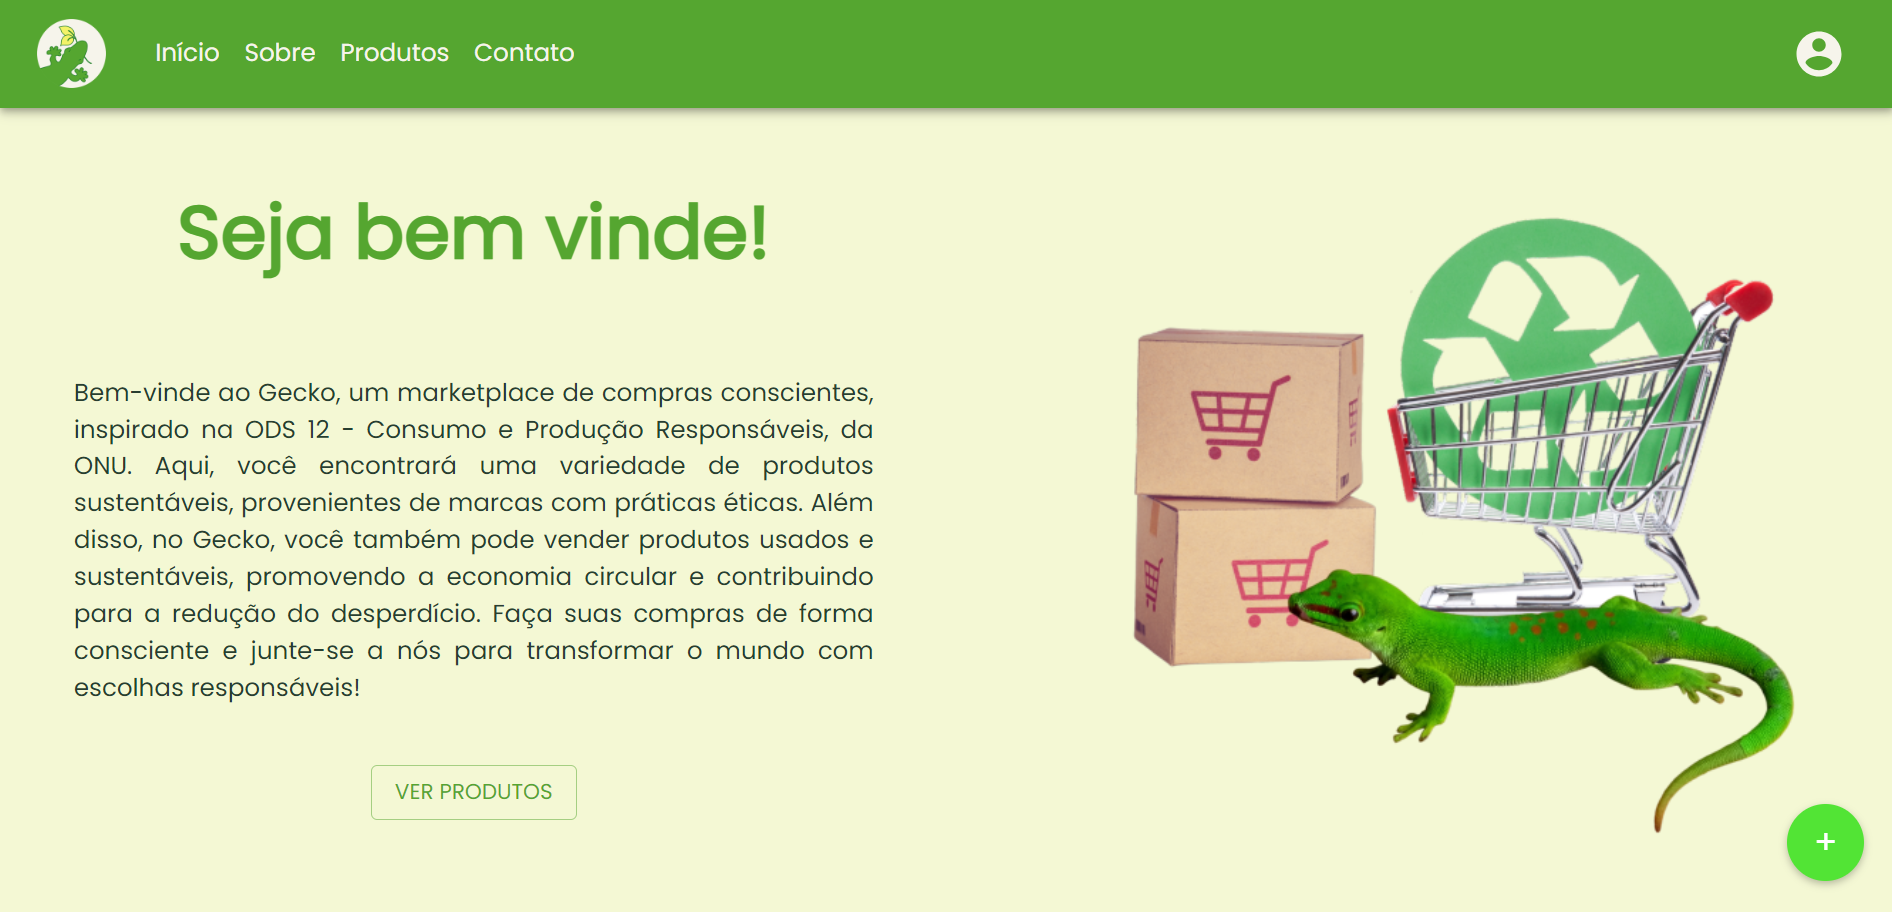 Início Sobre Produtos Contato
Seja bem vinde!
Bem-vinde ao Gecko, um marketplace de compras conscientes,
inspirado na ODS 12 - Consumo e Produção Responsáveis, da
ONU. Aqui, você encontrará uma variedade de produtos
sustentáveis, provenientes de marcas com práticas éticas. Além
disso, no Gecko, você também pode vender produtos usados e
sustentáveis, promovendo a economia circular e contribuindo
para a redução do desperdício. Faça suas compras de forma
consciente e junte-se a nós para transformar o mundo com
escolhas responsáveis!
VER PRODUTOS
+